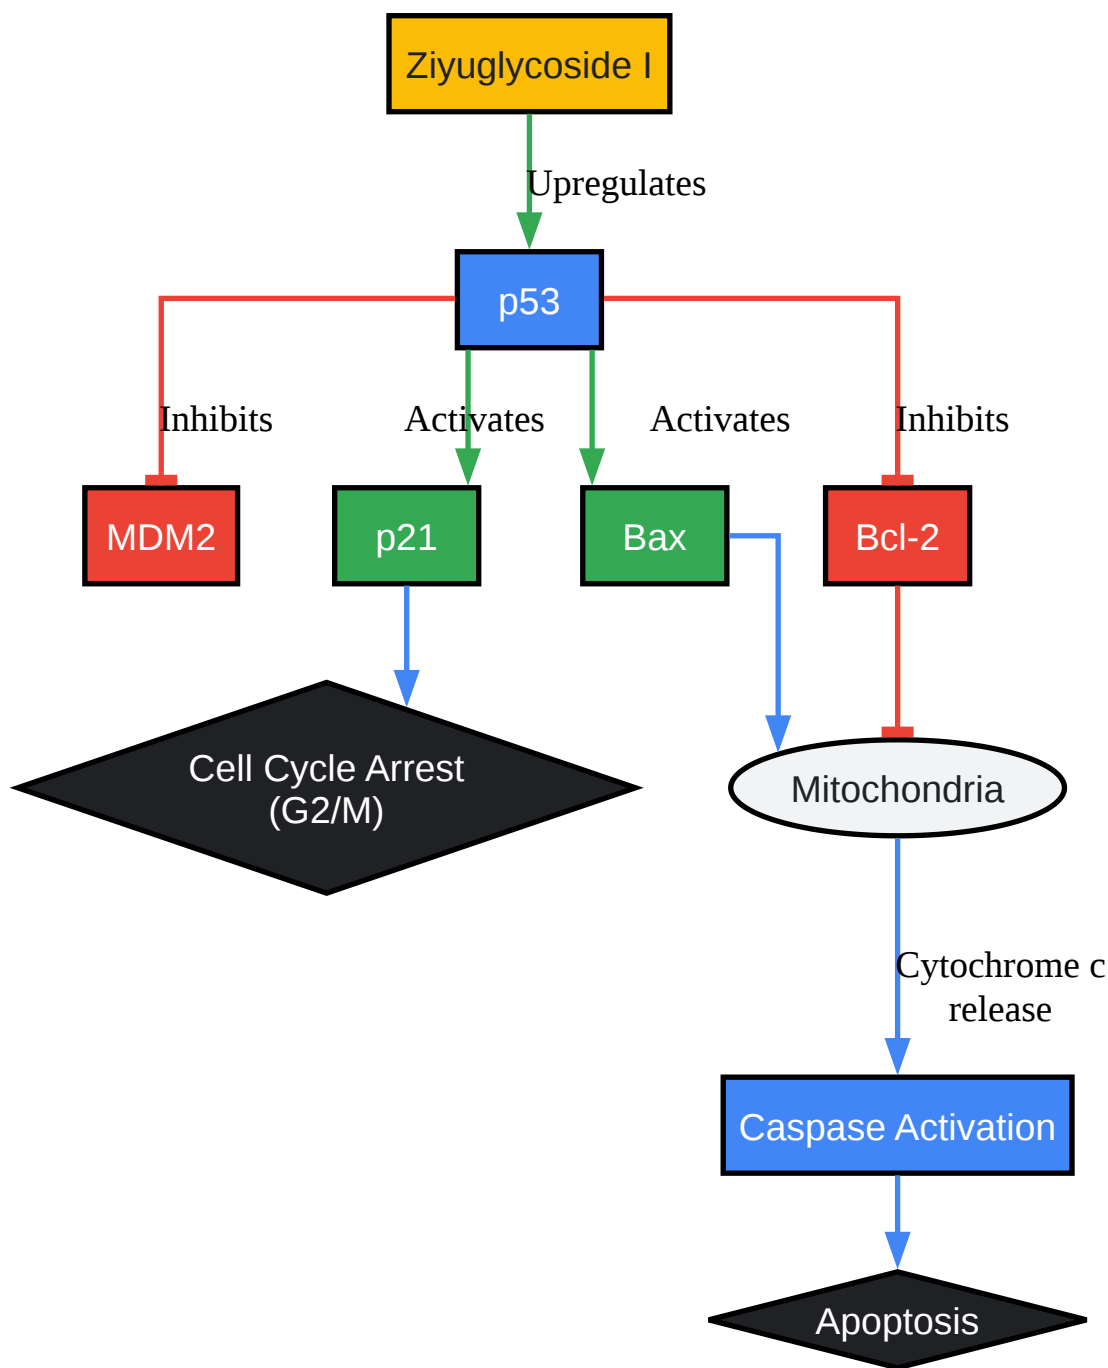 Ziyuglycoside I
Upregulates
p53
Inhibits
Activates
Activates
Inhibits
MDM2
p21
Bax
Bcl-2
Cell Cycle Arrest
(G2/M)
Mitochondria
Cytochrome c
release
Caspase Activation
Apoptosis